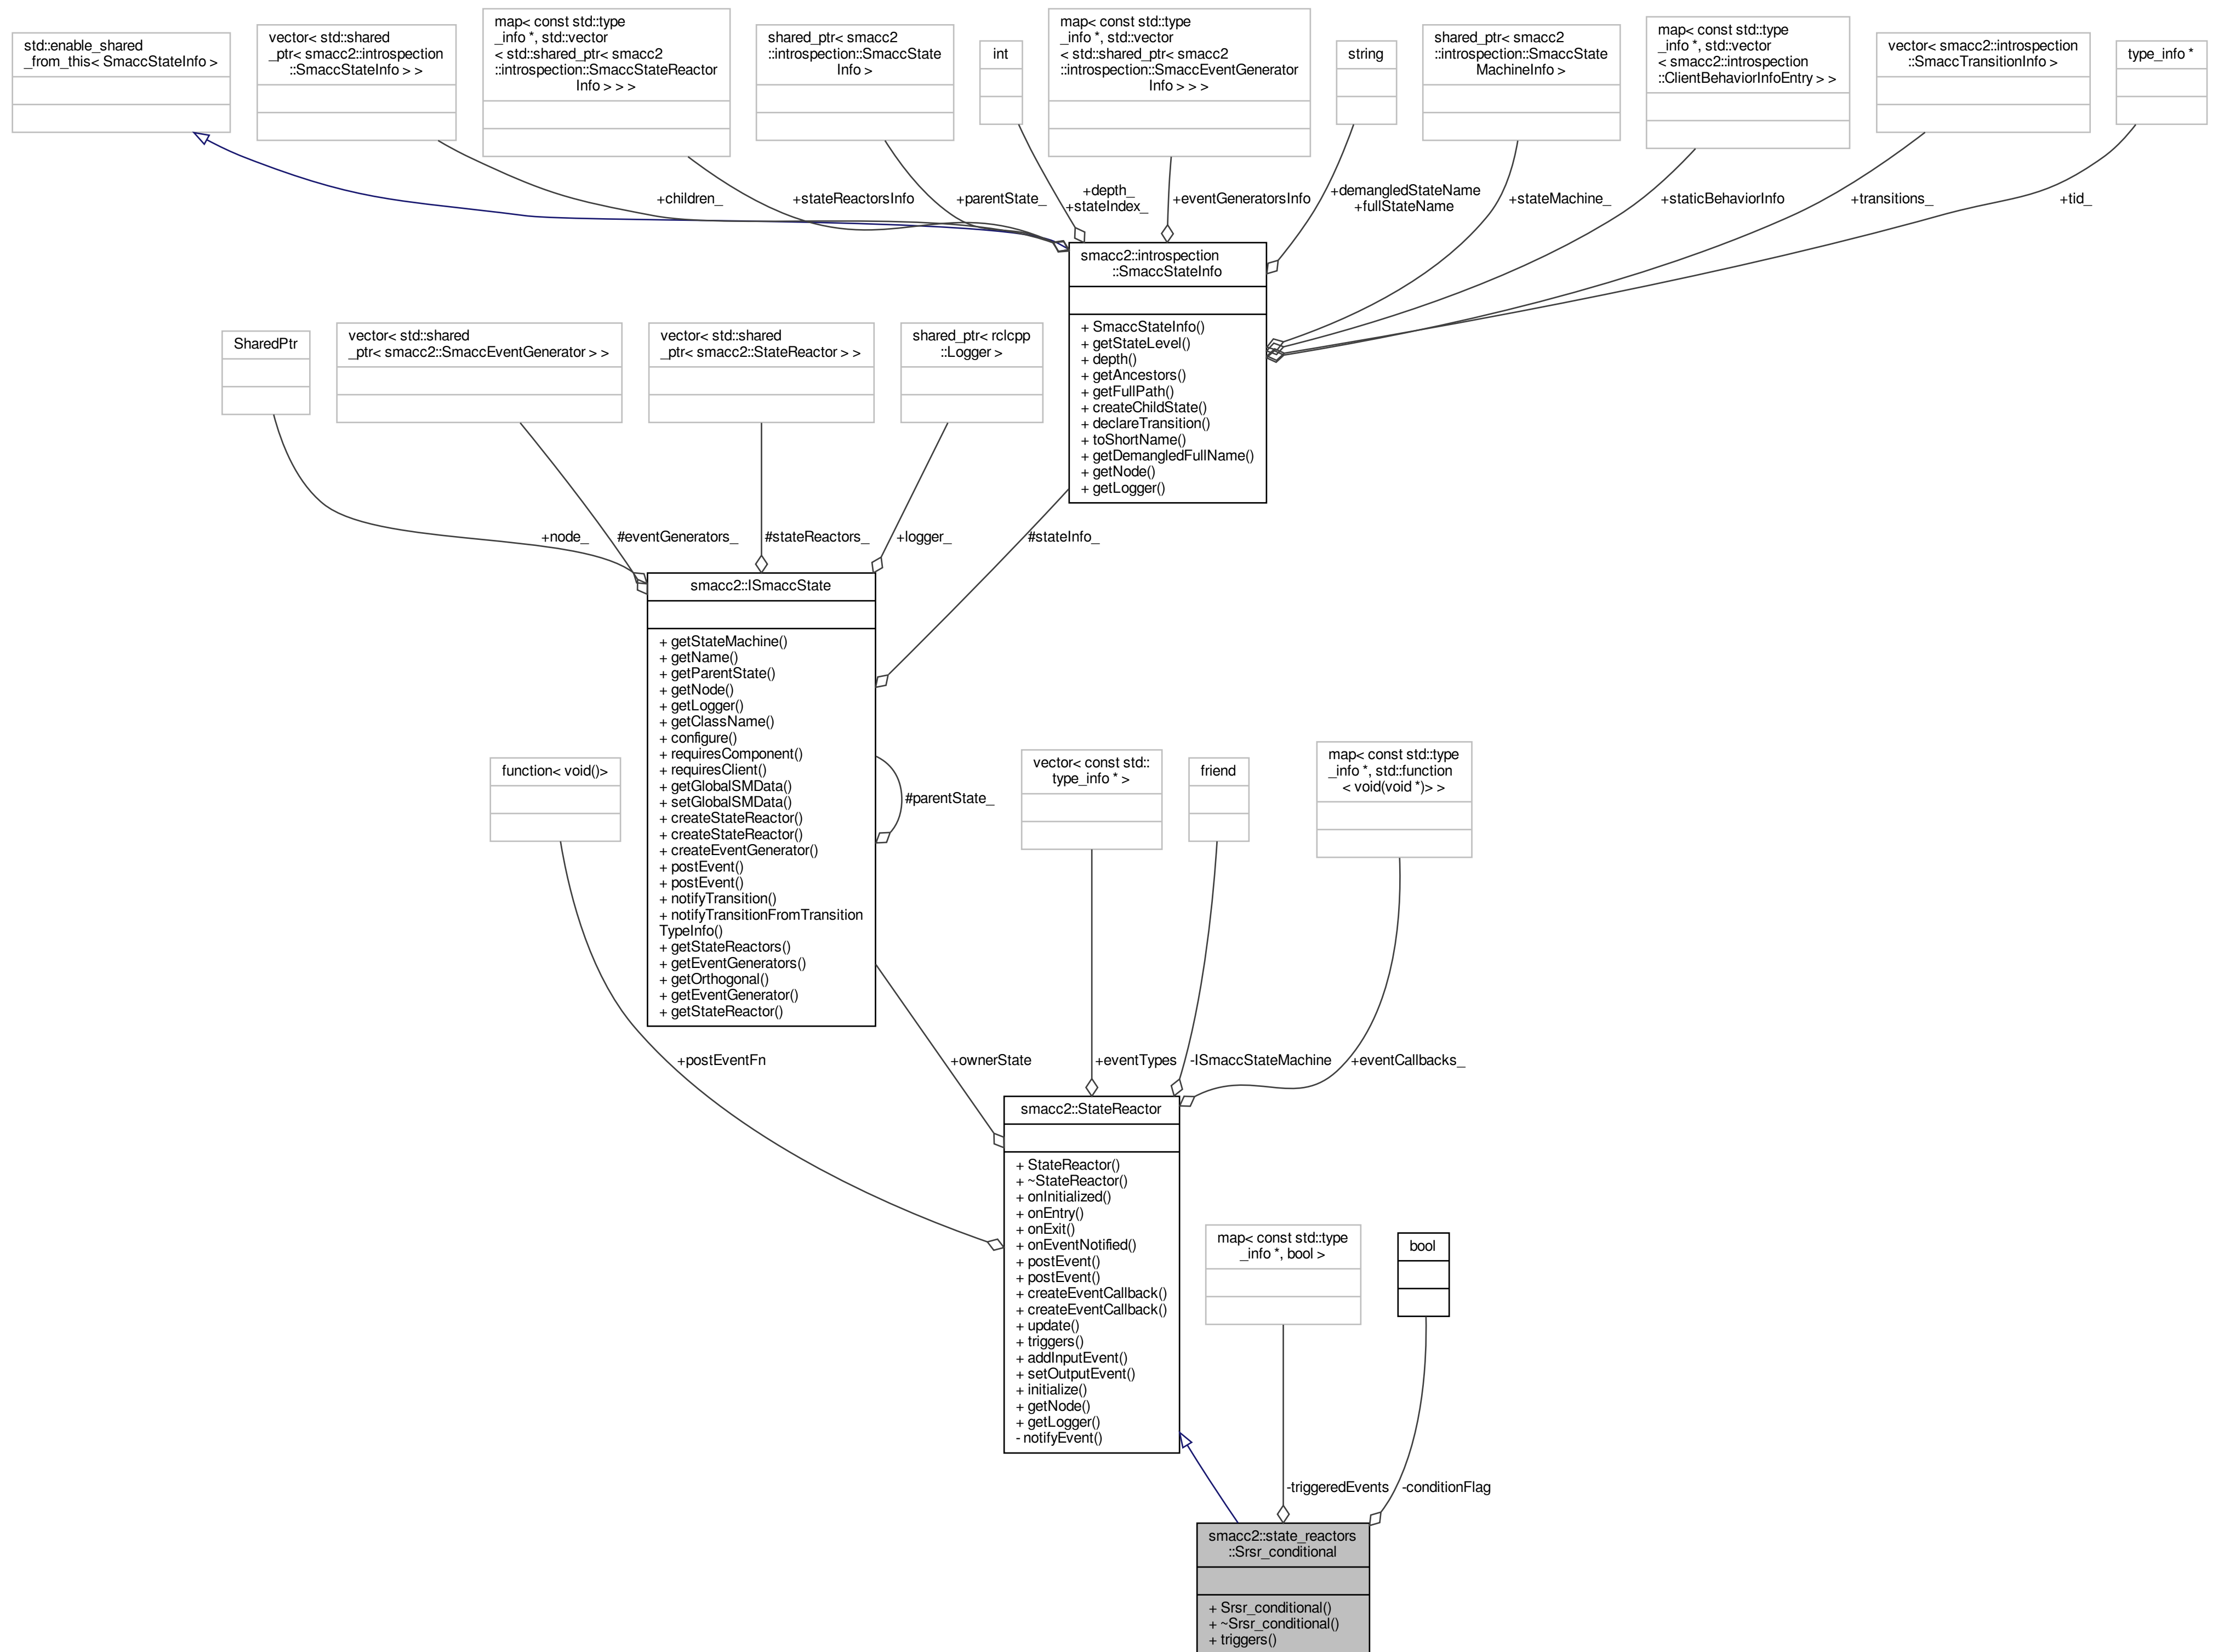 std::enable_shared
_from_this< SmaccStateInfo >
vector< std::shared
_ptr< smacc2::introspection
::SmaccStateInfo > >
map< const std::type
_info *, std::vector
< std::shared_ptr< smacc2
::introspection::SmaccStateReactor
Info > > >
shared_ptr< smacc2
::introspection::SmaccState
Info >
int
map< const std::type
_info *, std::vector
< std::shared_ptr< smacc2
::introspection::SmaccEventGenerator
Info > > >
string
shared_ptr< smacc2
::introspection::SmaccState
MachineInfo >
map< const std::type
_info *, std::vector
< smacc2::introspection
::ClientBehaviorInfoEntry > >
vector< smacc2::introspection
::SmaccTransitionInfo >
type_info *
+children_
+stateReactorsInfo
+parentState_
+depth_
+stateIndex_
+eventGeneratorsInfo
+demangledStateName
+fullStateName
+stateMachine_
+staticBehaviorInfo
+transitions_
+tid_
smacc2::introspection
::SmaccStateInfo
+ SmaccStateInfo()
+ getStateLevel()
+ depth()
+ getAncestors()
+ getFullPath()
+ createChildState()
+ declareTransition()
+ toShortName()
+ getDemangledFullName()
+ getNode()
+ getLogger()
SharedPtr
vector< std::shared
_ptr< smacc2::SmaccEventGenerator > >
vector< std::shared
_ptr< smacc2::StateReactor > >
shared_ptr< rclcpp
::Logger >
+node_
#eventGenerators_
#stateReactors_
+logger_
#stateInfo_
smacc2::ISmaccState
+ getStateMachine()
+ getName()
+ getParentState()
+ getNode()
+ getLogger()
+ getClassName()
+ configure()
+ requiresComponent()
+ requiresClient()
+ getGlobalSMData()
+ setGlobalSMData()
+ createStateReactor()
+ createStateReactor()
+ createEventGenerator()
+ postEvent()
+ postEvent()
+ notifyTransition()
+ notifyTransitionFromTransition
TypeInfo()
+ getStateReactors()
+ getEventGenerators()
+ getOrthogonal()
+ getEventGenerator()
+ getStateReactor()
#parentState_
function< void()>
vector< const std::
type_info * >
friend
map< const std::type
_info *, std::function
< void(void *)> >
+postEventFn
+ownerState
+eventTypes
-ISmaccStateMachine
+eventCallbacks_
smacc2::StateReactor
+ StateReactor()
+ ~StateReactor()
+ onInitialized()
+ onEntry()
+ onExit()
+ onEventNotified()
+ postEvent()
+ postEvent()
+ createEventCallback()
+ createEventCallback()
+ update()
+ triggers()
+ addInputEvent()
+ setOutputEvent()
+ initialize()
+ getNode()
+ getLogger()
- notifyEvent()
map< const std::type
_info *, bool >
bool
-triggeredEvents
-conditionFlag
smacc2::state_reactors
::Srsr_conditional
+ Srsr_conditional()
+ ~Srsr_conditional()
+ triggers()